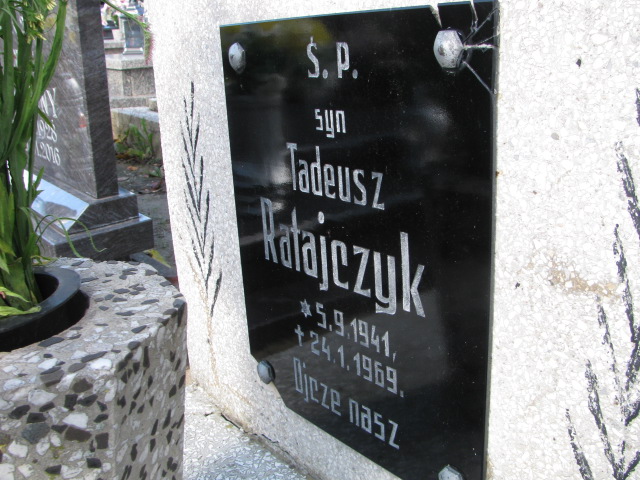 Ś. P.
syn
Tadeusz
Ratajczyk
* 5. 9. 1941,
✝ 24. 1. 1969.
Ojcze nasz